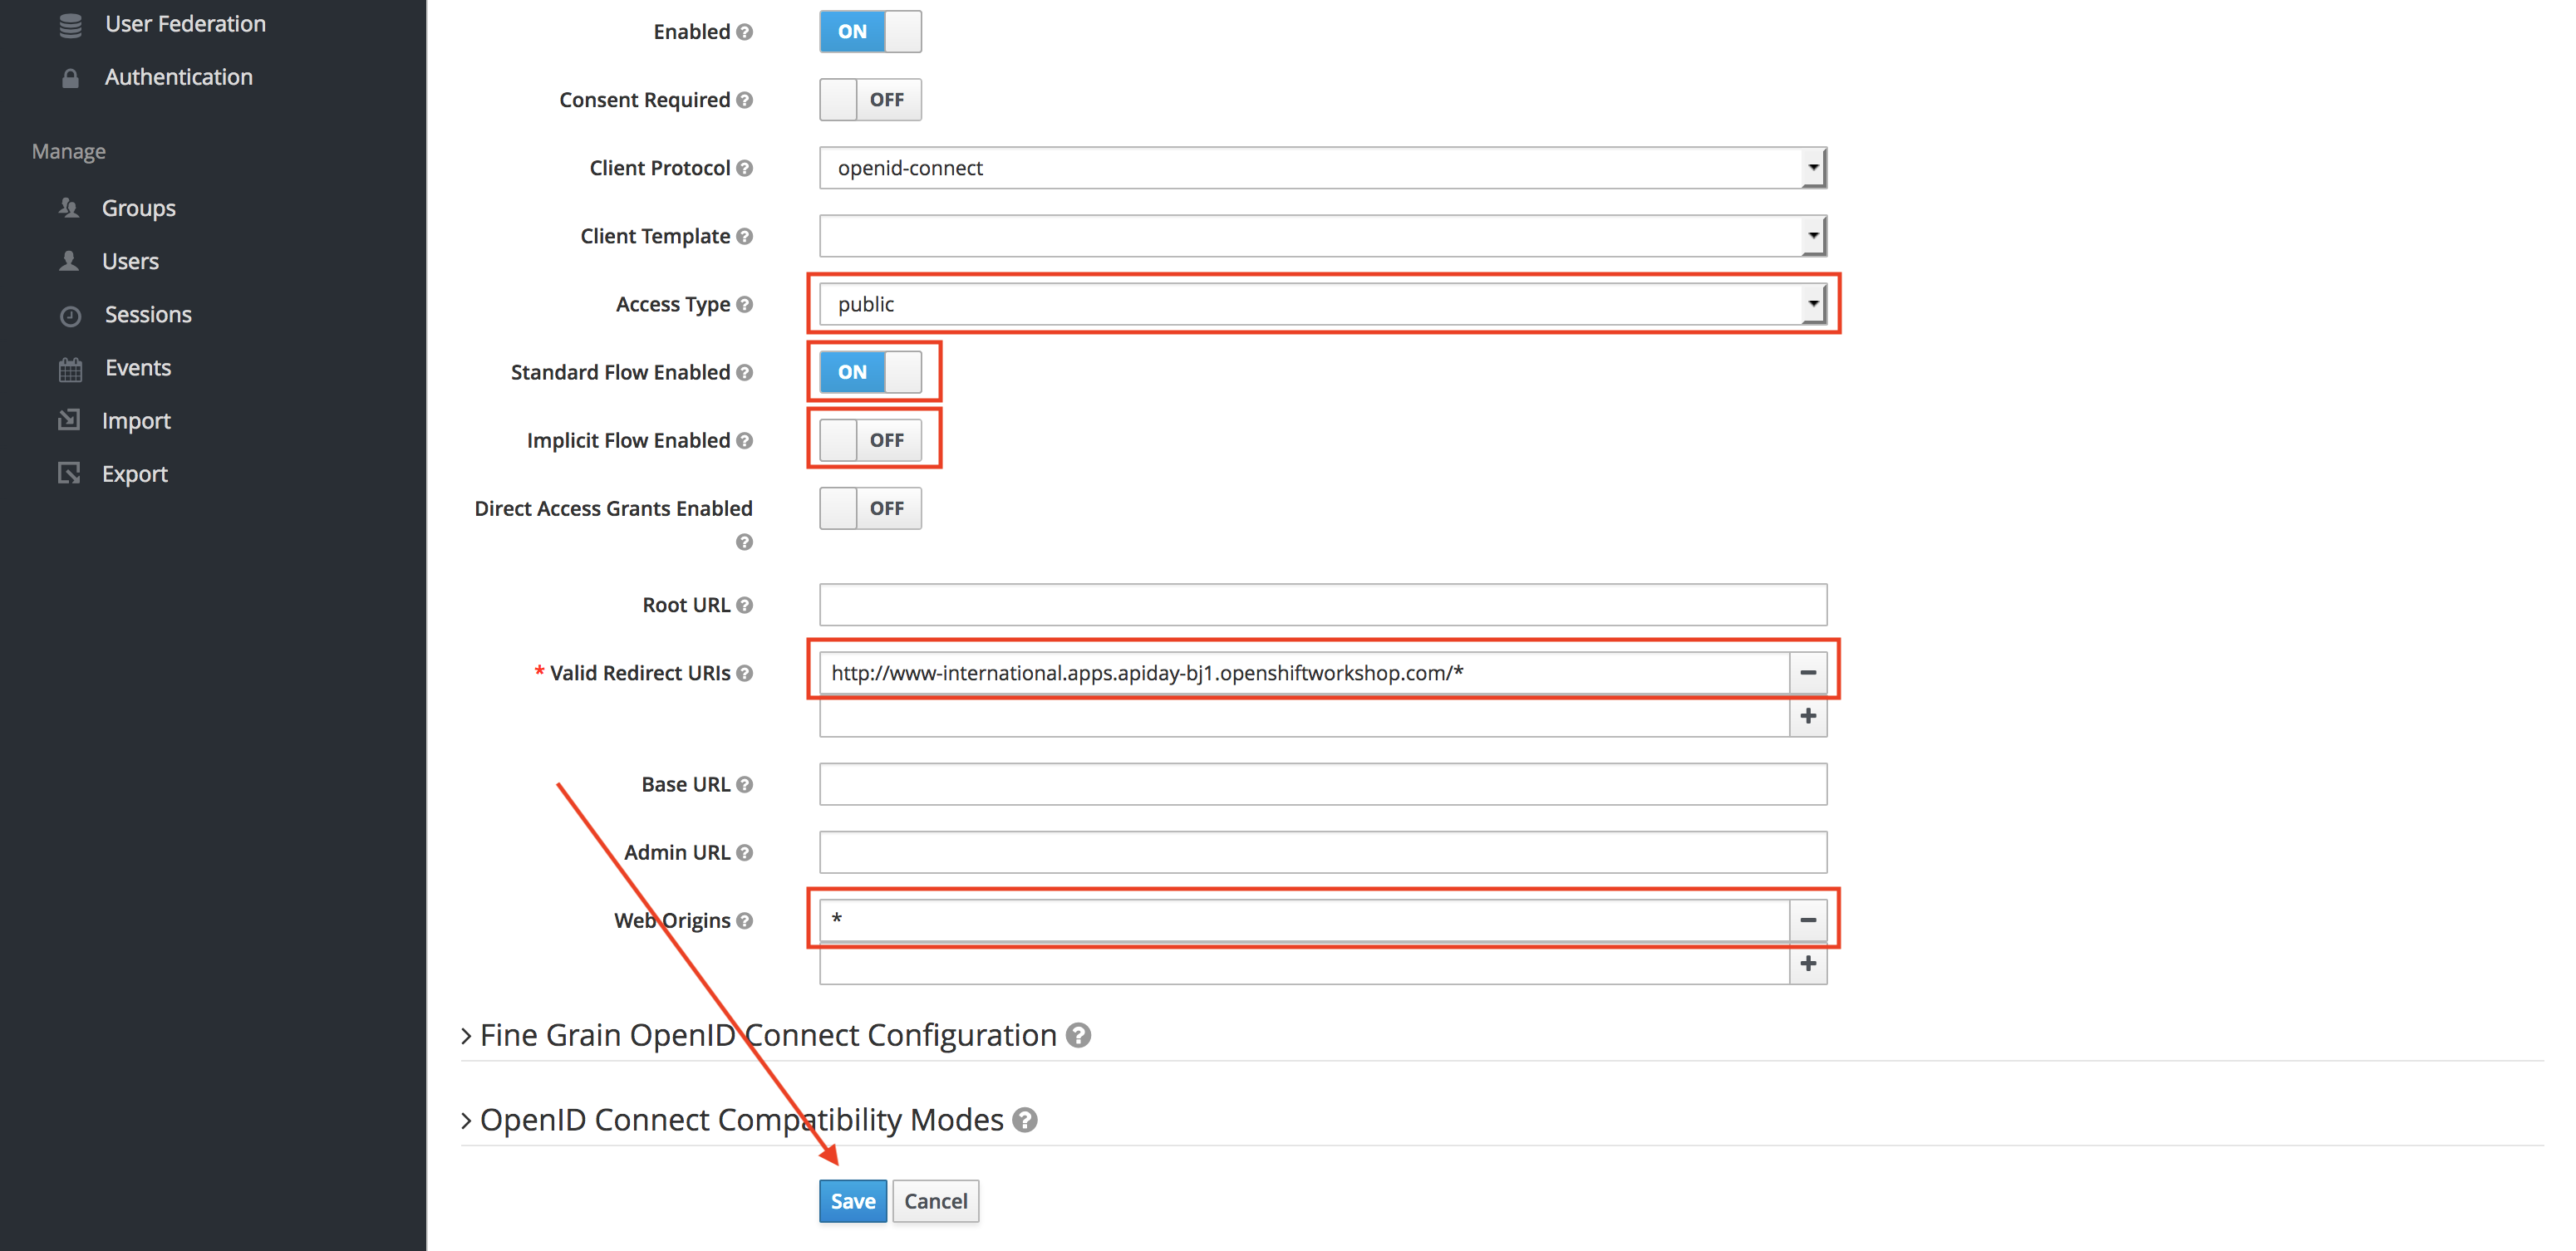 User Federation
Authentication
Manage
Groups
Users
Sessions
Events
Import
Export
Enabled
ON
Consent Required
OFF
Client Protocol
openid-connect
Client Template
Access Type
public
Standard Flow Enabled
ON
Implicit Flow Enabled
OFF
Direct Access Grants Enabled
OFF
Root URL
* Valid Redirect URIs
http://www-international.apps.apiday-bj1.openshiftworkshop.com/*
Base URL
Admin URL
Web Origins
*
Fine Grain OpenID Connect Configuration
OpenID Connect Compatibility Modes
Save
Cancel